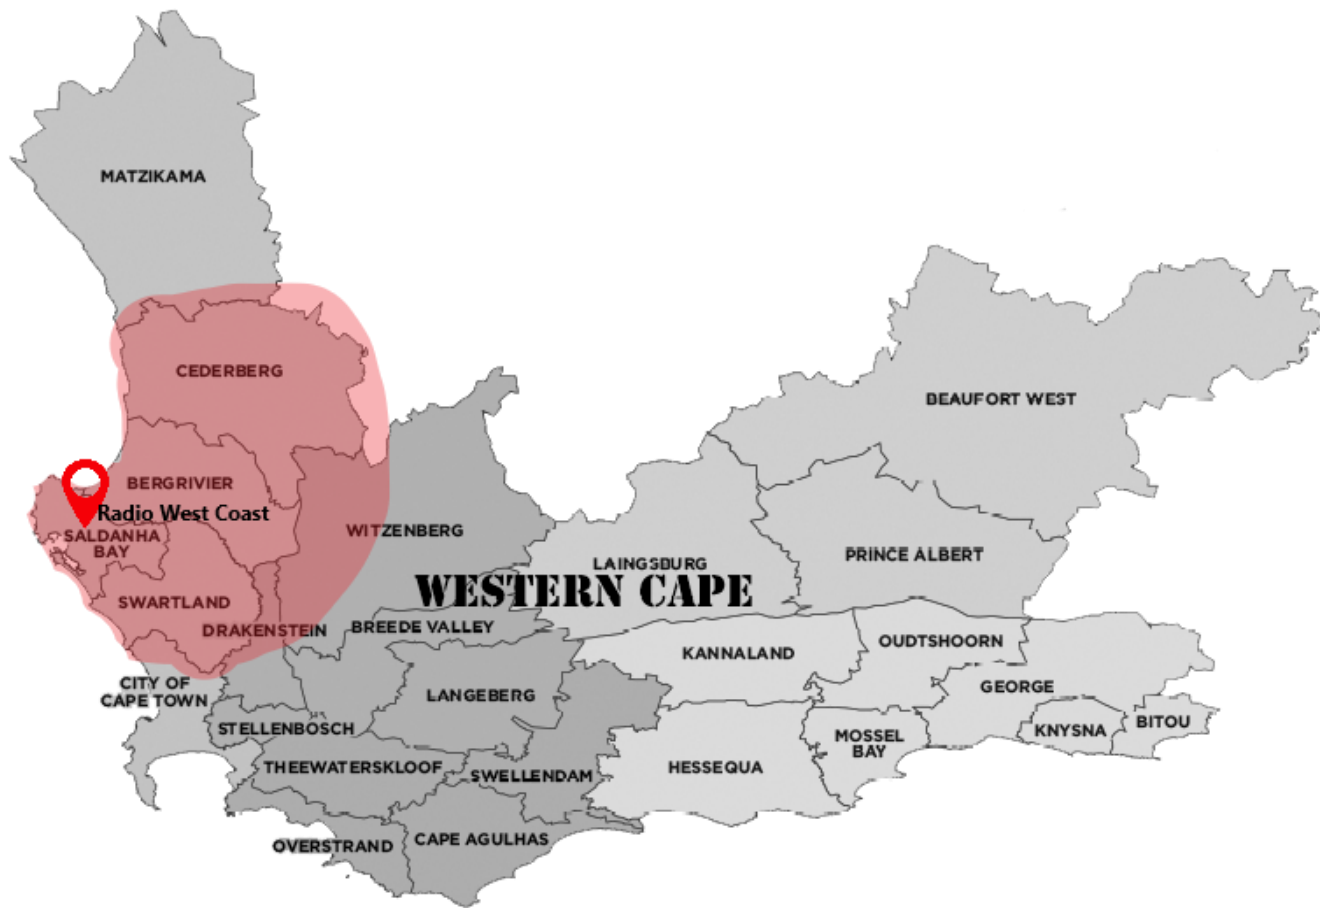 MATZIKAMA
CEDERBERG
BEAUFORT WEST
BERGRIVIER
Radio West Coast
SALDANHA
BAY
WITZENBERG
LAINGSBURG
PRINCE ALBERT
WESTERN CAPE
SWARTLAND
DRAKENSTEIN
BREEDE VALLEY
OUDTSHOORN
KANNALAND
CITY OF
CAPE TOWN
LANGEBERG
GEORGE
STELLENBOSCH
MOSSEL
BAY
KNYSNA
BITOU
THEEWATERSKLOOF
SWELLENDAM
HESSEQUA
OVERSTRAND
CAPE AGULHAS